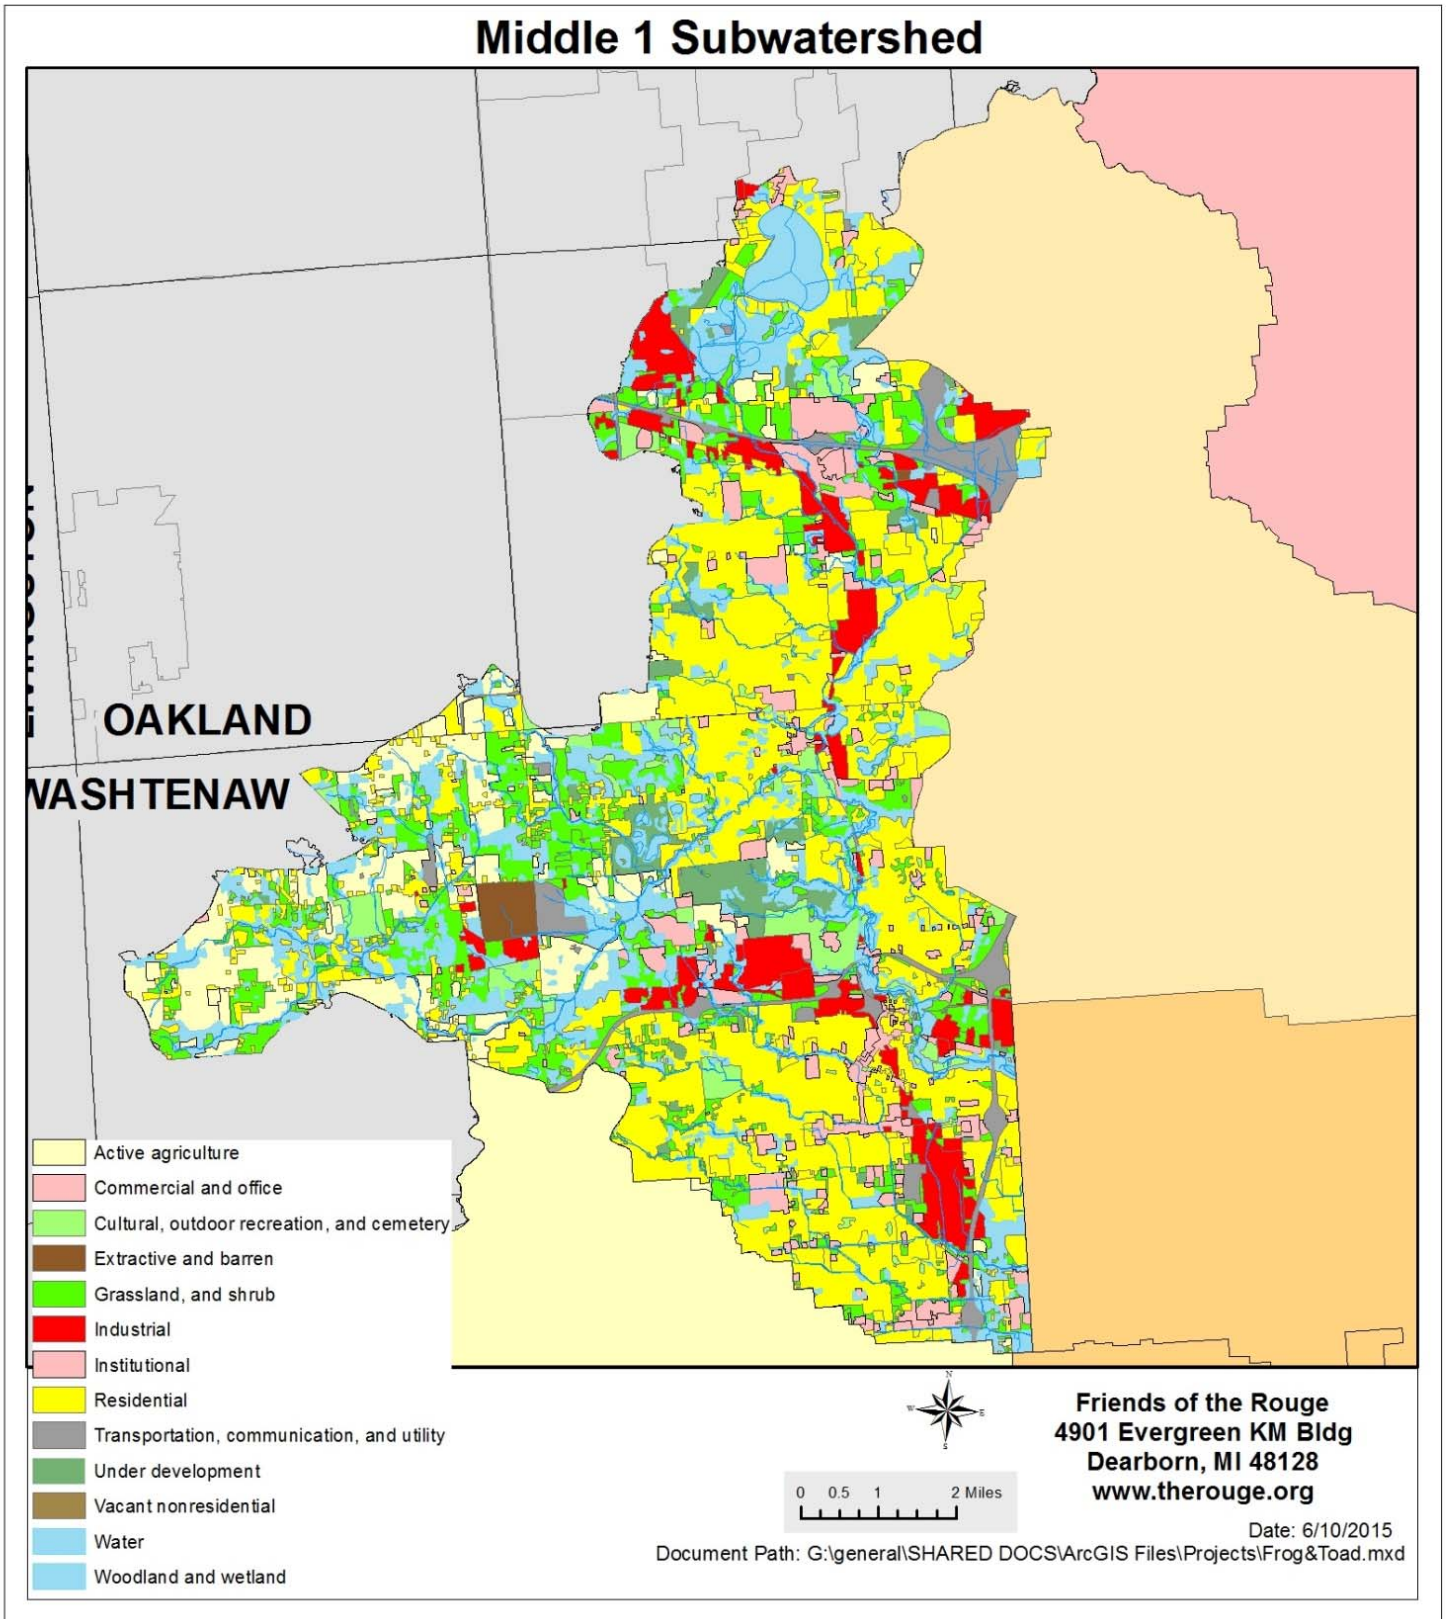 Middle 1 Subwatershed
OAKLAND
WASHTENAW
Active agriculture
Commercial and office
Cultural, outdoor recreation, and cemetery
Extractive and barren
Grassland, and shrub
Industrial
Institutional
Residential
Transportation, communication, and utility
Under development
Vacant nonresidential
Water
Woodland and wetland
N
W E
S
0 0.5 1 2 Miles
Friends of the Rouge
4901 Evergreen KM Bldg
Dearborn, MI 48128
www.therouge.org
Date: 6/10/2015
Document Path: G:\general\SHARED DOCS\ArcGIS Files\Projects\Frog&Toad.mxd